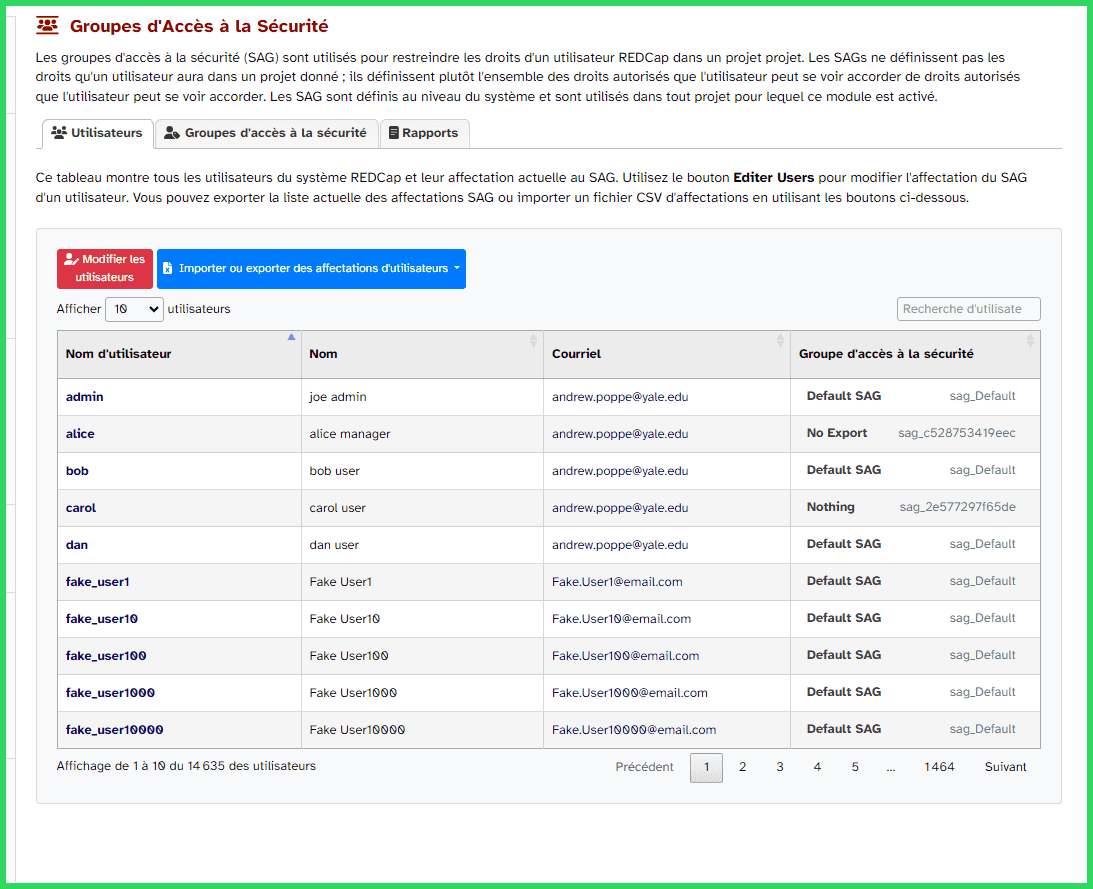 Groupes d'Accès à la Sécurité
Les groupes d'accès à la sécurité (SAG) sont utilisés pour restreindre les droits d'un utilisateur REDCap dans un projet projet. Les SAGs ne définissent pas les
droits qu'un utilisateur aura dans un projet donné ; ils définissent plutôt l'ensemble des droits autorisés que l'utilisateur peut se voir accorder de droits autorisés
que l'utilisateur peut se voir accorder. Les SAG sont définis au niveau du système et sont utilisés dans tout projet pour lequel ce module est activé.
Utilisateurs Groupes d'accès à la sécurité Rapports
Ce tableau montre tous les utilisateurs du système REDCap et leur affectation actuelle au SAG. Utilisez le bouton Editer Users pour modifier l'affectation du SAG
d'un utilisateur. Vous pouvez exporter la liste actuelle des affectations SAG ou importer un fichier CSV d'affectations en utilisant les boutons ci-dessous.
Modifier les
utilisateurs
Importer ou exporter des affectations d'utilisateurs
Afficher 10 utilisateurs Recherche d'utilisate
Nom d'utilisateur Nom Courriel Groupe d'accès à la sécurité
admin joe admin andrew.poppe@yale.edu Default SAG sag_Default
alice alice manager andrew.poppe@yale.edu No Export sag_c528753419eec
bob bob user andrew.poppe@yale.edu Default SAG sag_Default
carol carol user andrew.poppe@yale.edu Nothing sag_2e577297f65de
dan dan user andrew.poppe@yale.edu Default SAG sag_Default
fake_user1 Fake User1 Fake.User1@email.com Default SAG sag_Default
fake_user10 Fake User10 Fake.User10@email.com Default SAG sag_Default
fake_user100 Fake User100 Fake.User100@email.com Default SAG sag_Default
fake_user1000 Fake User1000 Fake.User1000@email.com Default SAG sag_Default
fake_user10000 Fake User10000 Fake.User10000@email.com Default SAG sag_Default
Affichage de 1 à 10 du 14 635 des utilisateurs Précédent 1 2 3 4 5 ... 1 464 Suivant